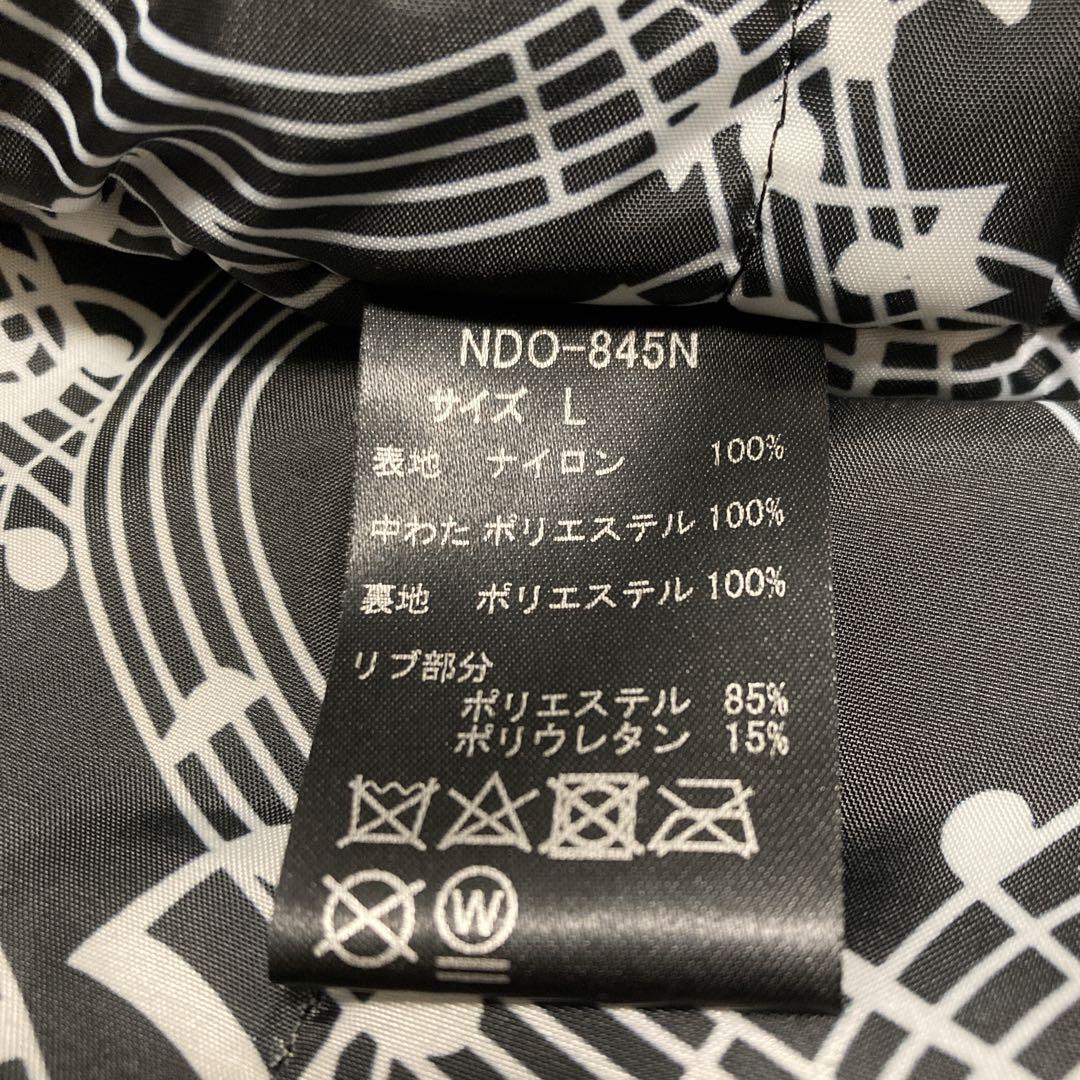 NDO-845N
サイズ L
表地 ナイロン 100%
中わた ポリエステル 100%
裏地 ポリエステル 100%
リブ部分
ポリエステル 85%
ポリウレタン 15%
W